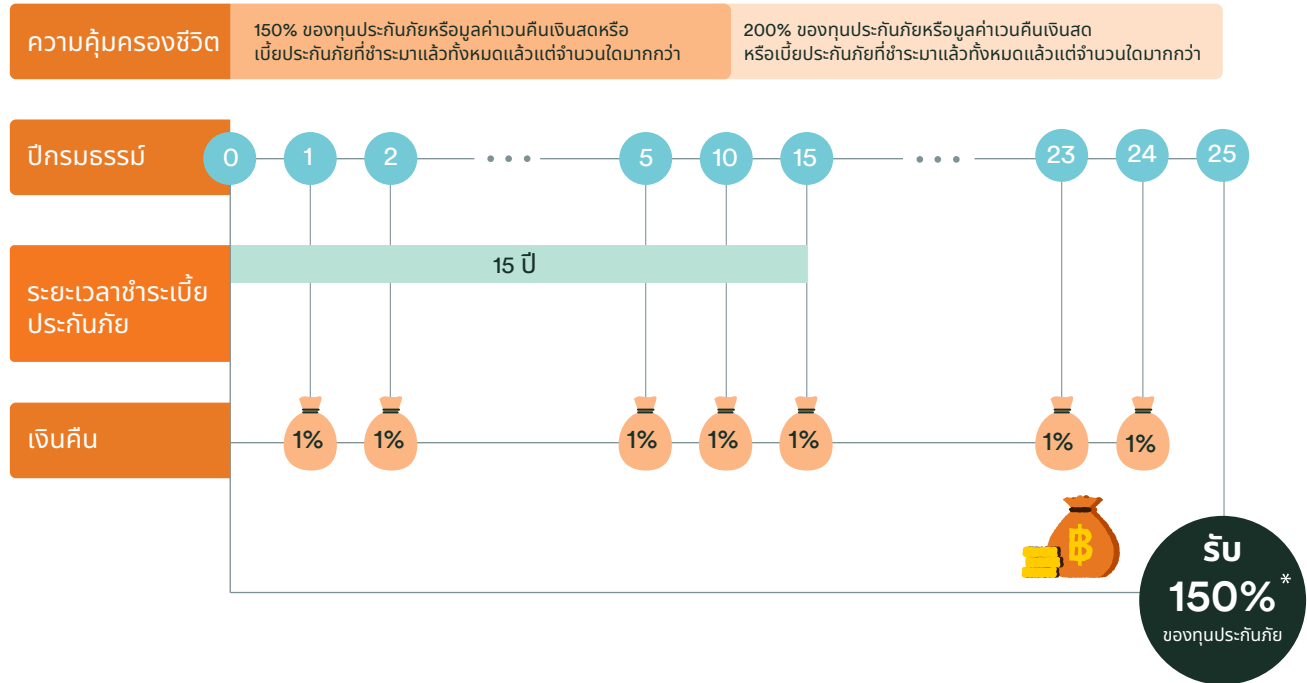 ความคุ้มครองชีวิต
150% ของทุนประกันภัยหรือมูลค่าเวนคืนเงินสดหรือ
เบี้ยประกันภัยที่ชำระมาแล้วทั้งหมดแล้วแต่จำนวนใดมากกว่า
200% ของทุนประกันภัยหรือมูลค่าเวนคืนเงินสด
หรือเบี้ยประกันภัยที่ชำระมาแล้วทั้งหมดแล้วแต่จำนวนใดมากกว่า
ปีกรมธรรม์
0 1 2 ... 5 10 15 ... 23 24 25
ระยะเวลาชำระเบี้ย
ประกันภัย
15 ปี
เงินคืน
1% 1% 1% 1% 1% 1% 1%
฿
รับ
150%*
ของทุนประกันภัย